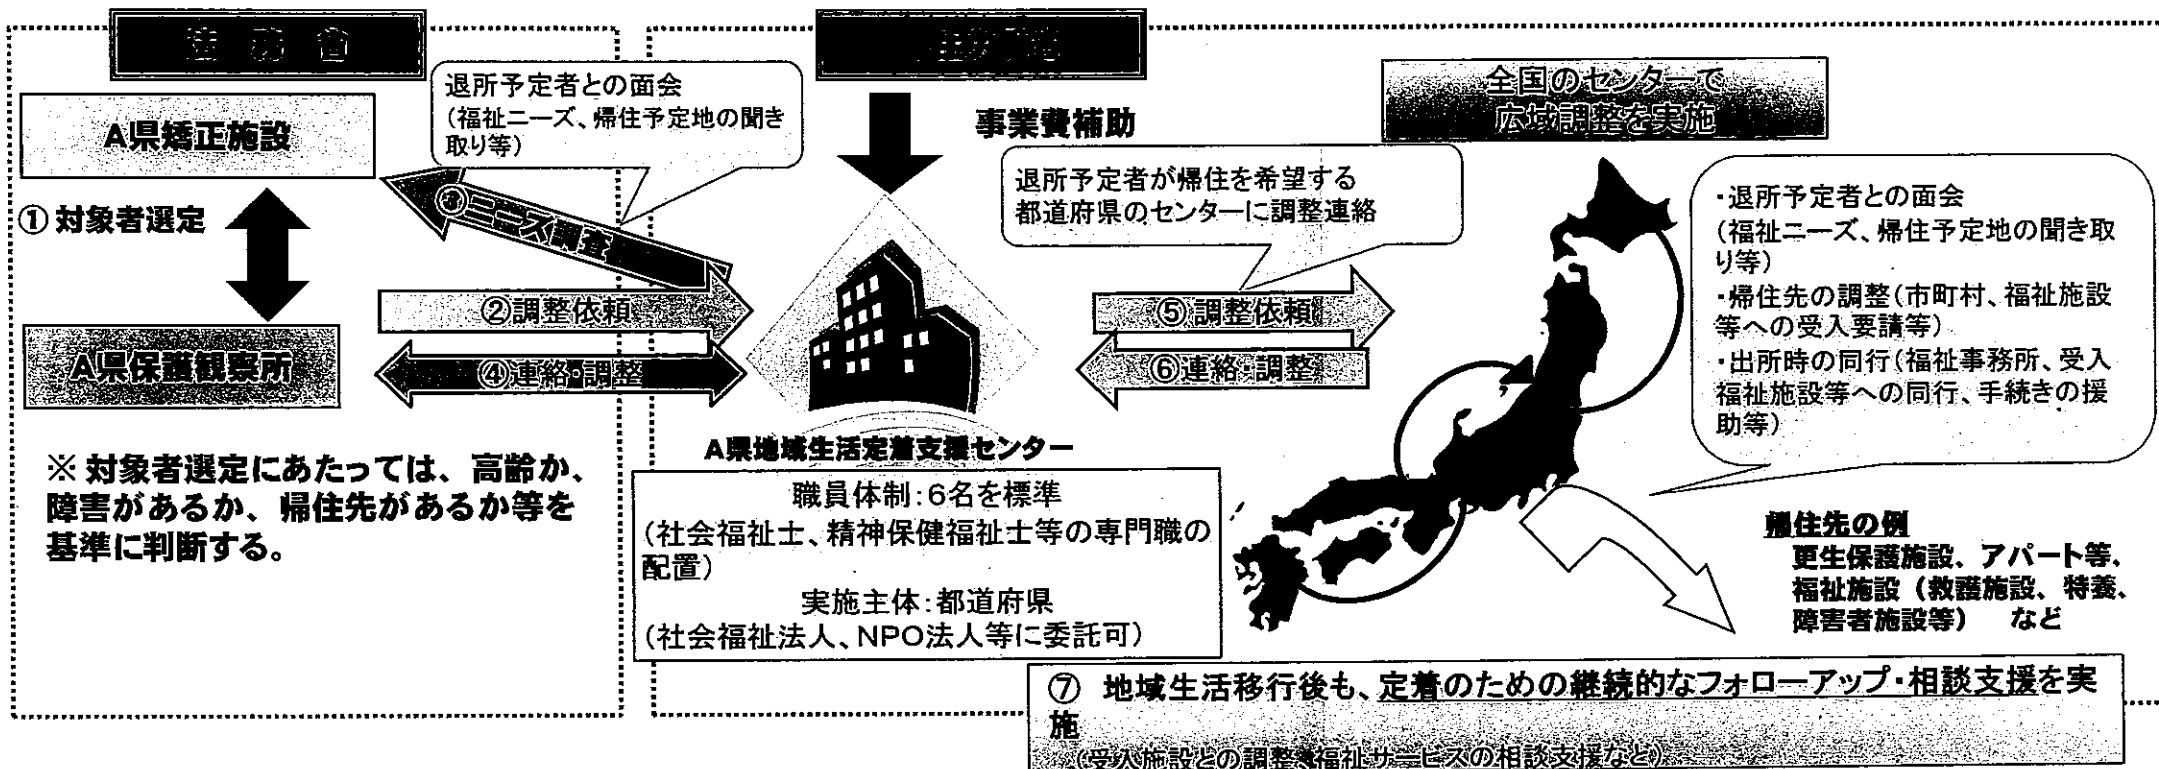 法務省
A県矯正施設
① 対象者選定
A県保護観察所
※ 対象者選定にあたっては、高齢か、
障害があるか、帰住先があるか等を
基準に判断する。
退所予定者との面会
(福祉ニーズ、帰住予定地の聞き
取り等)
③ニーズ調査
②調整依頼
④連絡・調整
事業費補助
A県地域生活定着支援センター
職員体制:6名を標準
(社会福祉士、精神保健福祉士等の専門職の
配置)
実施主体:都道府県
(社会福祉法人、NPO法人等に委託可)
退所予定者が帰住を希望する
都道府県のセンターに調整連絡
⑤調整依頼
⑥連絡・調整
全国のセンターで
広域調整を実施
・退所予定者との面会
(福祉ニーズ、帰住予定地の聞き取
り等)
・帰住先の調整(市町村、福祉施設
等への受入要請等)
・出所時の同行(福祉事務所、受入
福祉施設等への同行、手続きの援
助等)
帰住先の例
更生保護施設、アパート等、
福祉施設(救護施設、特養、
障害者施設等) など
⑦ 地域生活移行後も、定着のための継続的なフォローアップ・相談支援を実
施
(受入施設との調整、福祉サービスの相談支援など)